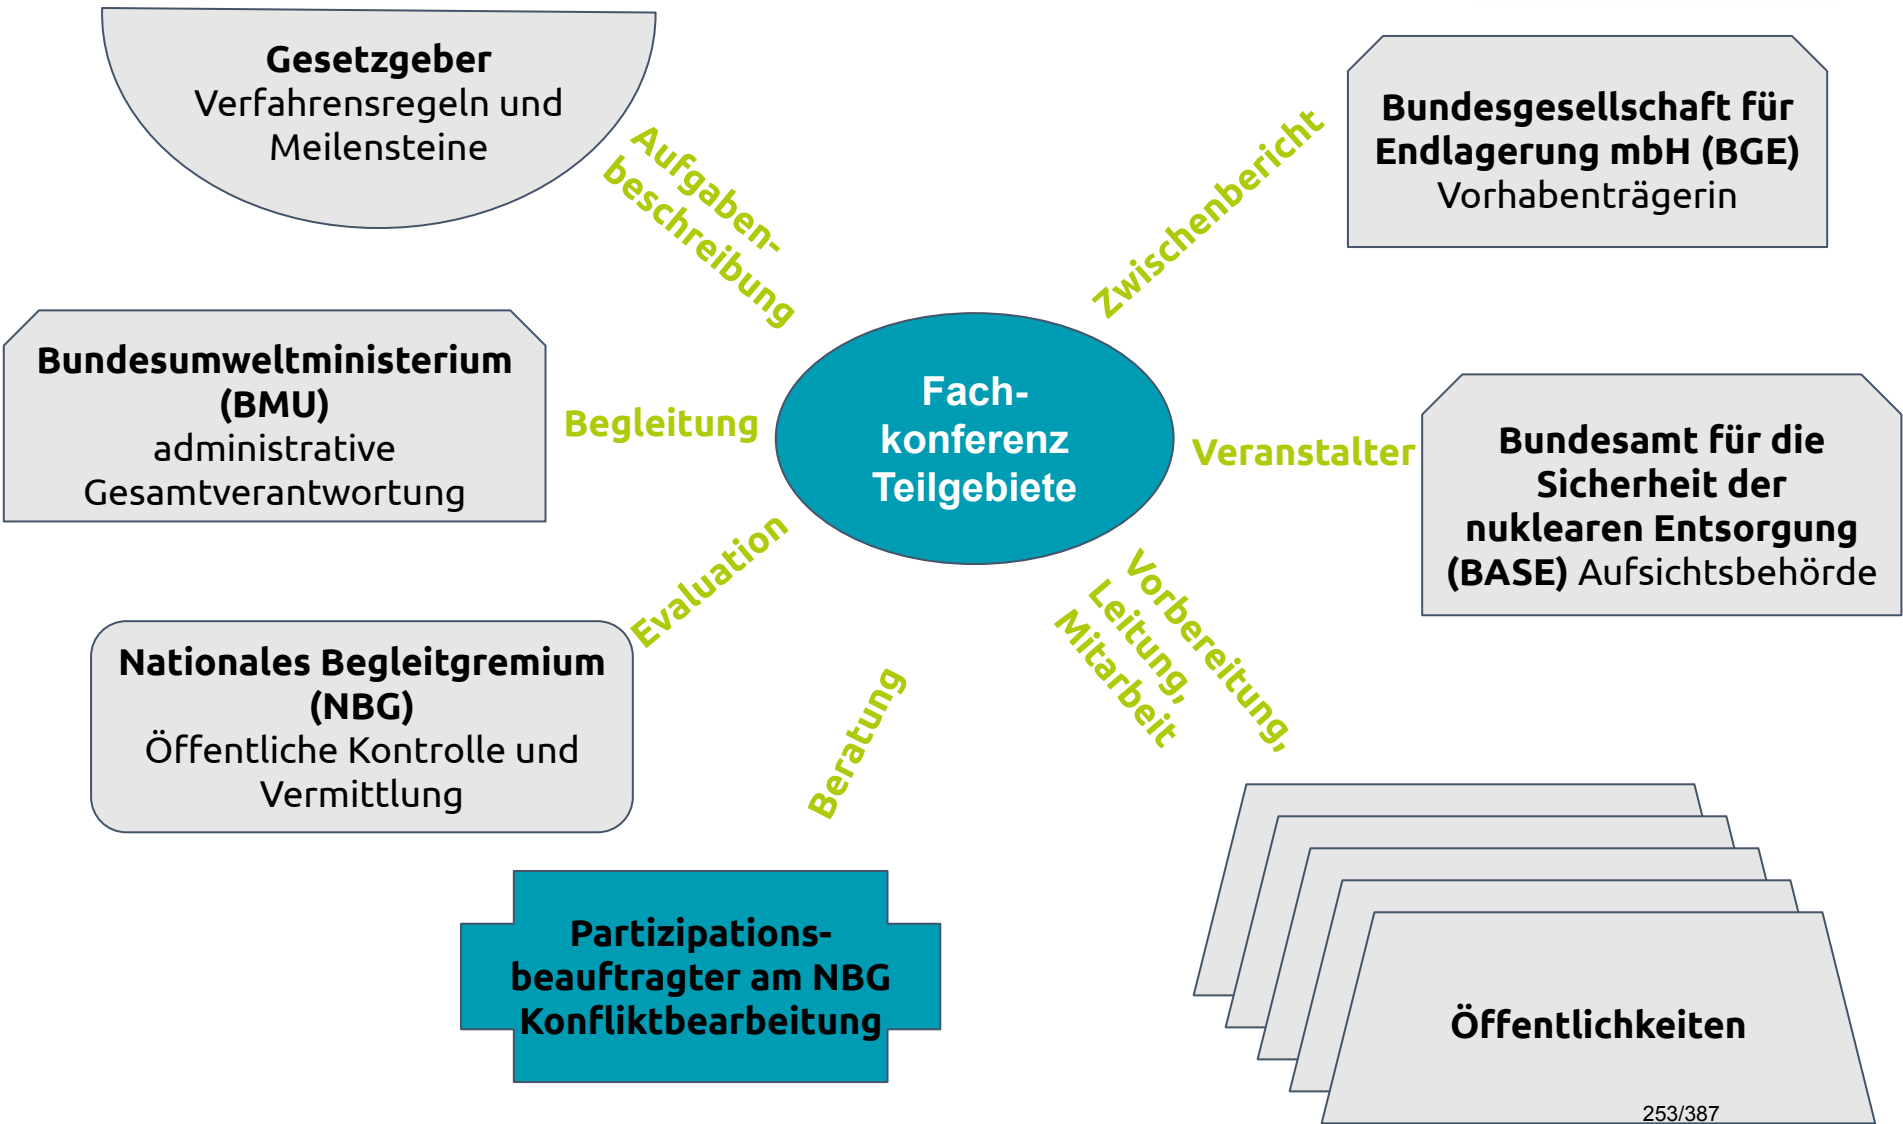 Gesetzgeber
Verfahrensregeln und
Meilensteine
Aufgaben-
beschreibung
Zwischenbericht
Bundesgesellschaft für
Endlagerung mbH (BGE)
Vorhabenträgerin
Bundesumweltministerium
(BMU)
administrative
Gesamtverantwortung
Begleitung
Fach-
konferenz
Teilgebiete
Veranstalter
Bundesamt für die
Sicherheit der
nuklearen Entsorgung
(BASE) Aufsichtsbehörde
Evaluation
Nationales Begleitgremium
(NBG)
Öffentliche Kontrolle und
Vermittlung
Beratung
Vorbereitung,
Leitung,
Mitarbeit
Partizipations-
beauftragter am NBG
Konfliktbearbeitung
Öffentlichkeiten
253/387